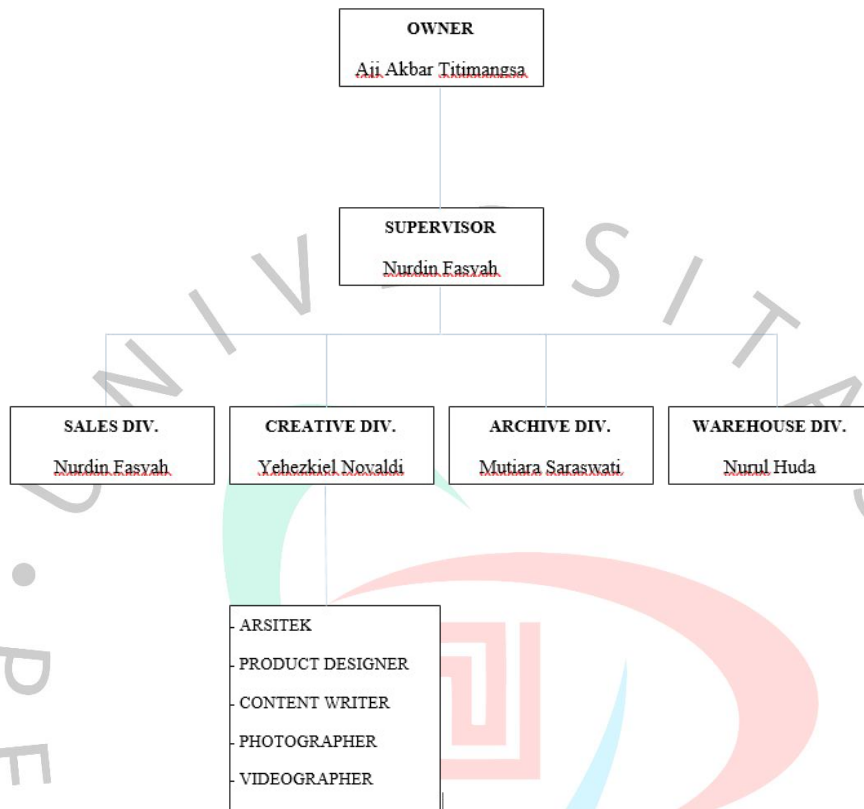 OWNER
Aji Akbar Titimangsa
SUPERVISOR
Nurdin Fasyah
SALES DIV.
Nurdin Fasyah
CREATIVE DIV.
Yehezkiel Novaldi
ARCHIVE DIV.
Mutiara Saraswati
WAREHOUSE DIV.
Nurul Huda
- ARSITEK
- PRODUCT DESIGNER
- CONTENT WRITER
- PHOTOGRAPHER
- VIDEOGRAPHER